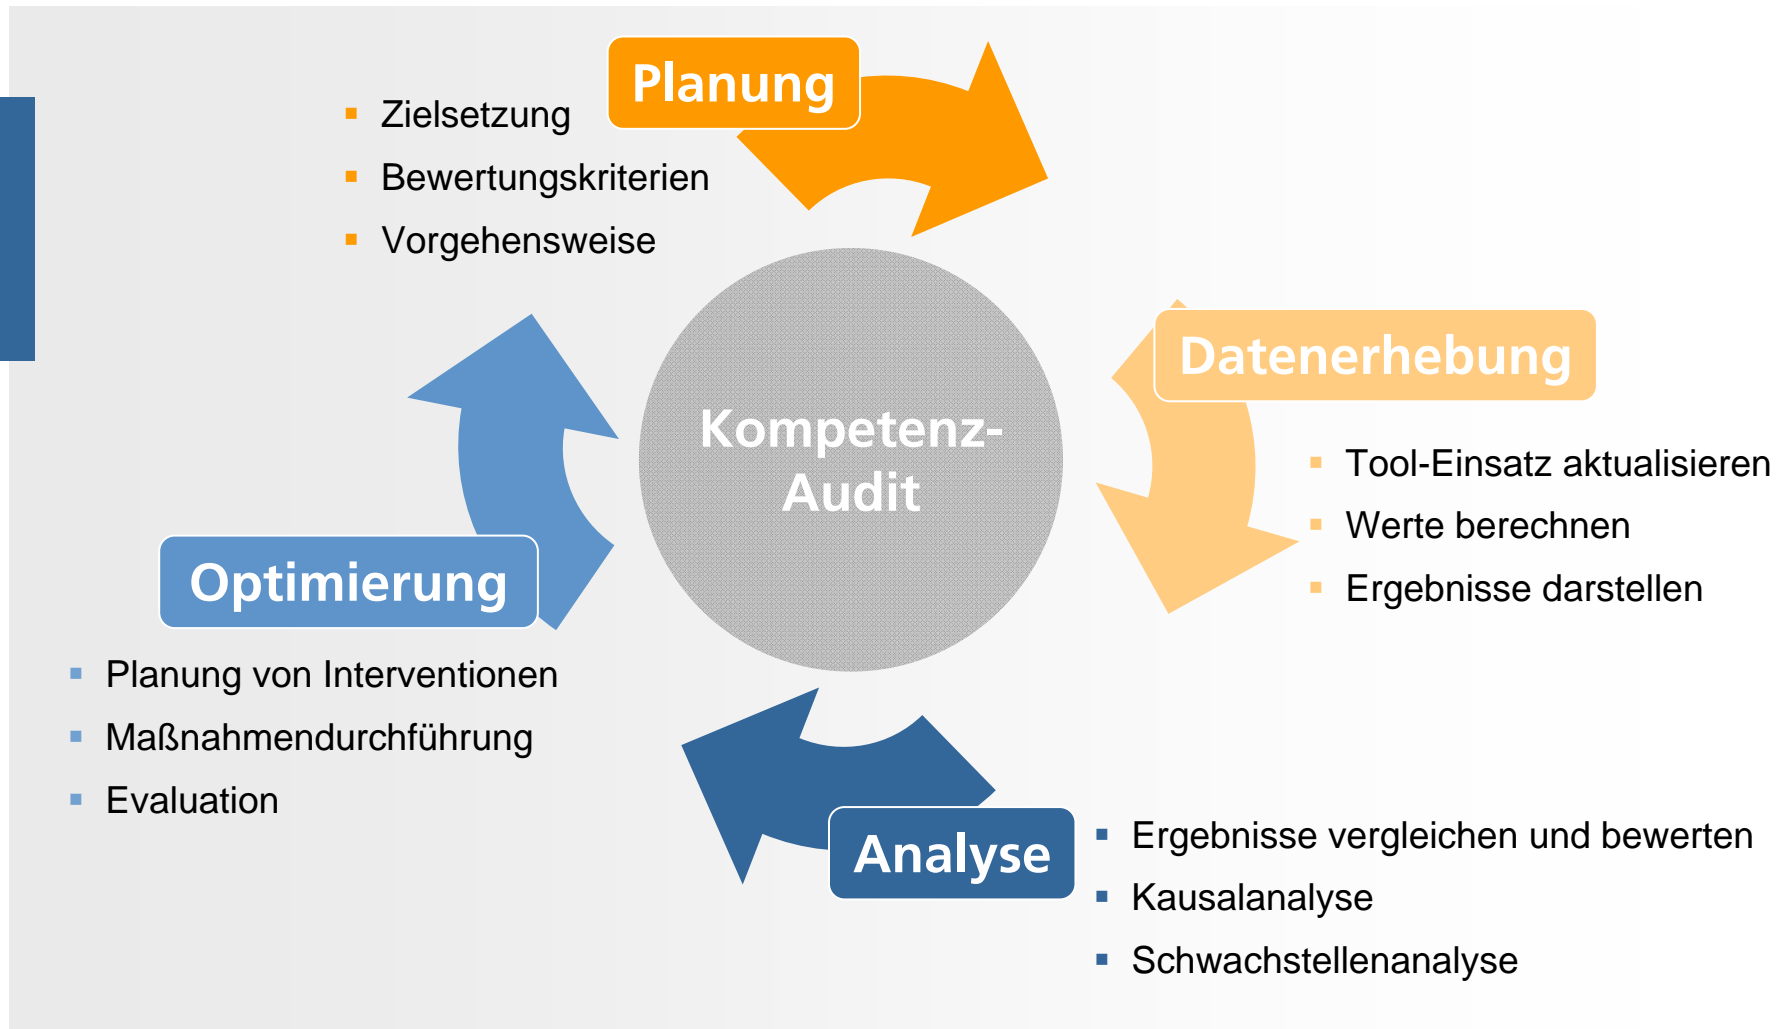 Planung
Zielsetzung
Bewertungskriterien
Vorgehensweise
Datenerhebung
Tool-Einsatz aktualisieren
Werte berechnen
Ergebnisse darstellen
Kompetenz-
Audit
Analyse
Ergebnisse vergleichen und bewerten
Kausalanalyse
Schwachstellenanalyse
Optimierung
Planung von Interventionen
Maßnahmendurchführung
Evaluation